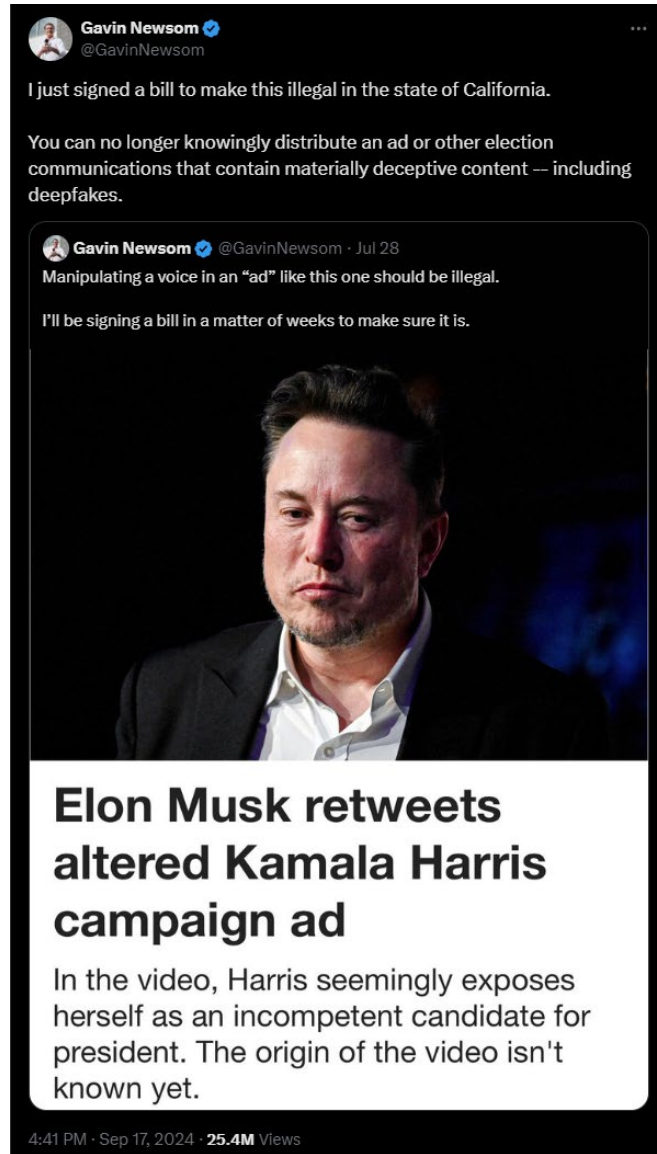 Gavin Newsom
@GavinNewsom
I just signed a bill to make this illegal in the state of California.
You can no longer knowingly distribute an ad or other election
communications that contain materially deceptive content -- including
deepfakes.
Gavin Newsom @GavinNewsom · Jul 28
Manipulating a voice in an “ad” like this one should be illegal.
I’ll be signing a bill in a matter of weeks to make sure it is.
Elon Musk retweets
altered Kamala Harris
campaign ad
In the video, Harris seemingly exposes
herself as an incompetent candidate for
president. The origin of the video isn't
known yet.
4:41 PM · Sep 17, 2024 · 25.4M Views